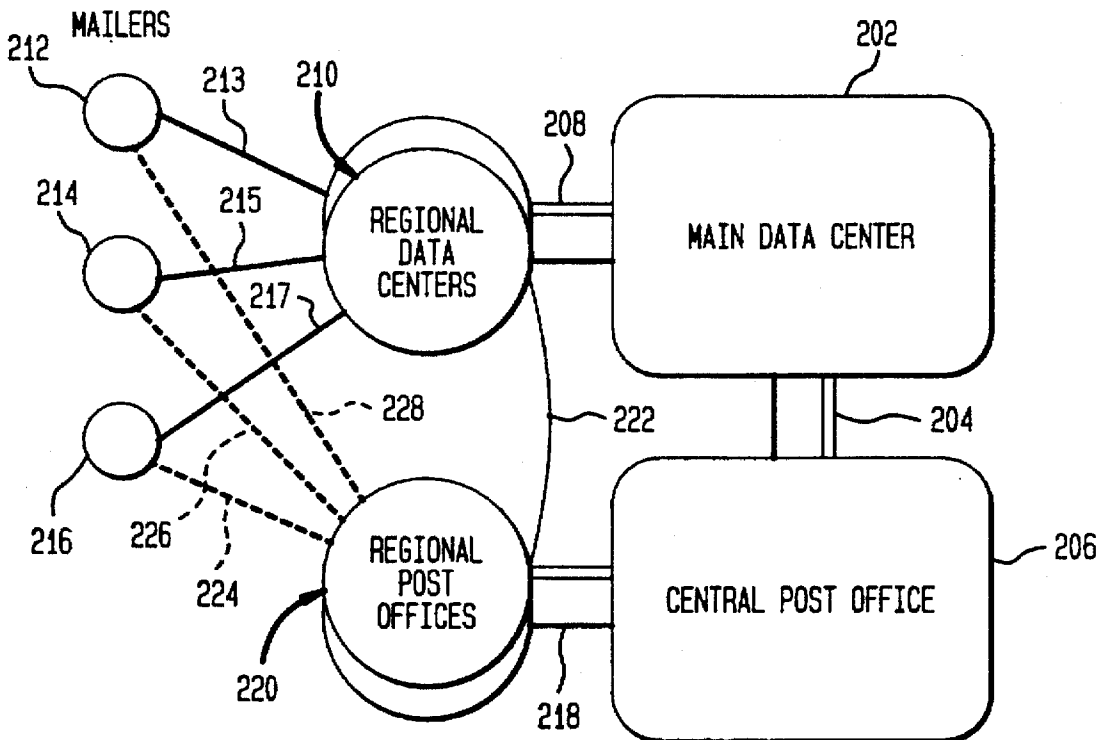 MAILERS
212
213
210
202
208
214
215
REGIONAL
DATA
CENTERS
MAIN DATA CENTER
217
228
222
204
216
226
224
REGIONAL
POST
OFFICES
CENTRAL POST OFFICE
206
220
218